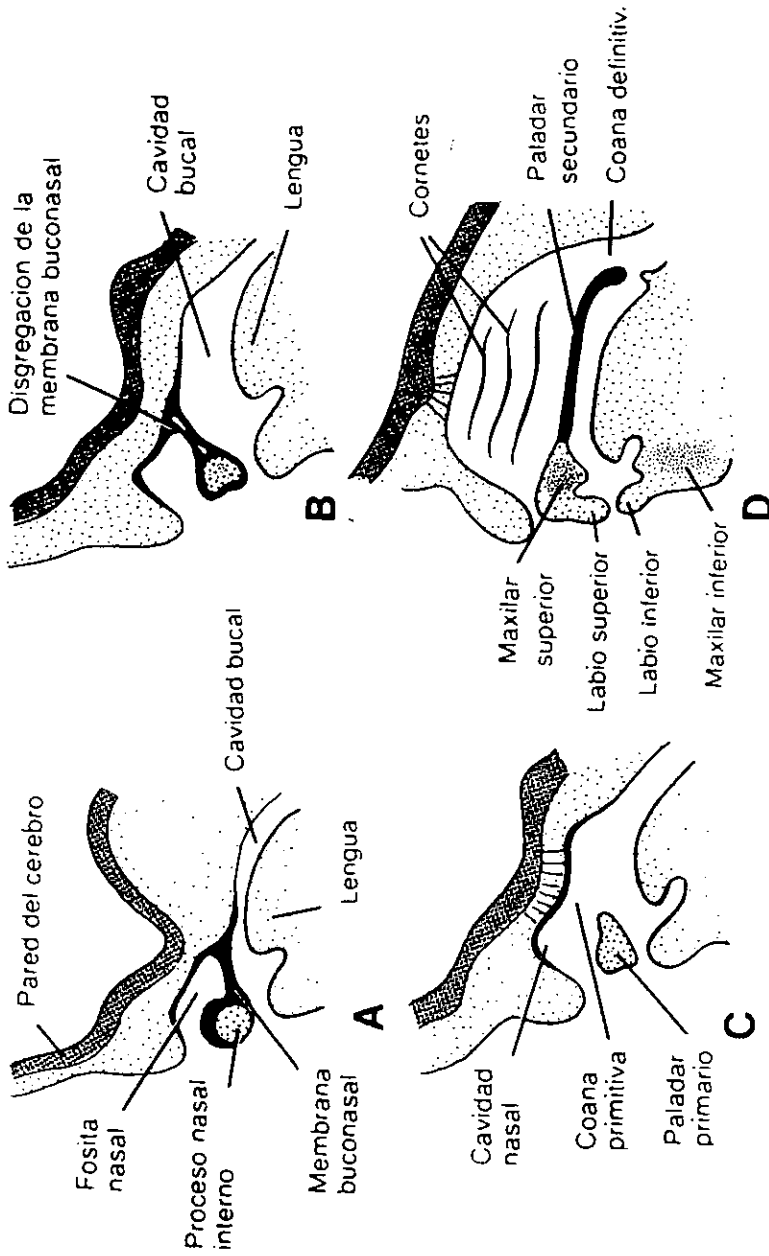 Pared del cerebro
Fosita
nasal
Proceso nasal
interno
Membrana
buconasal
Cavidad bucal
Lengua
A
Disgregacion de la
membrana buconasal
Cavidad
bucal
Lengua
B
Cavidad
nasal
Coana
primitiva
Paladar
primario
C
Cornetes
Paladar
secundario
Coana definitiv.
Maxilar
superior
Labio superior
Labio inferior
Maxilar inferior
D